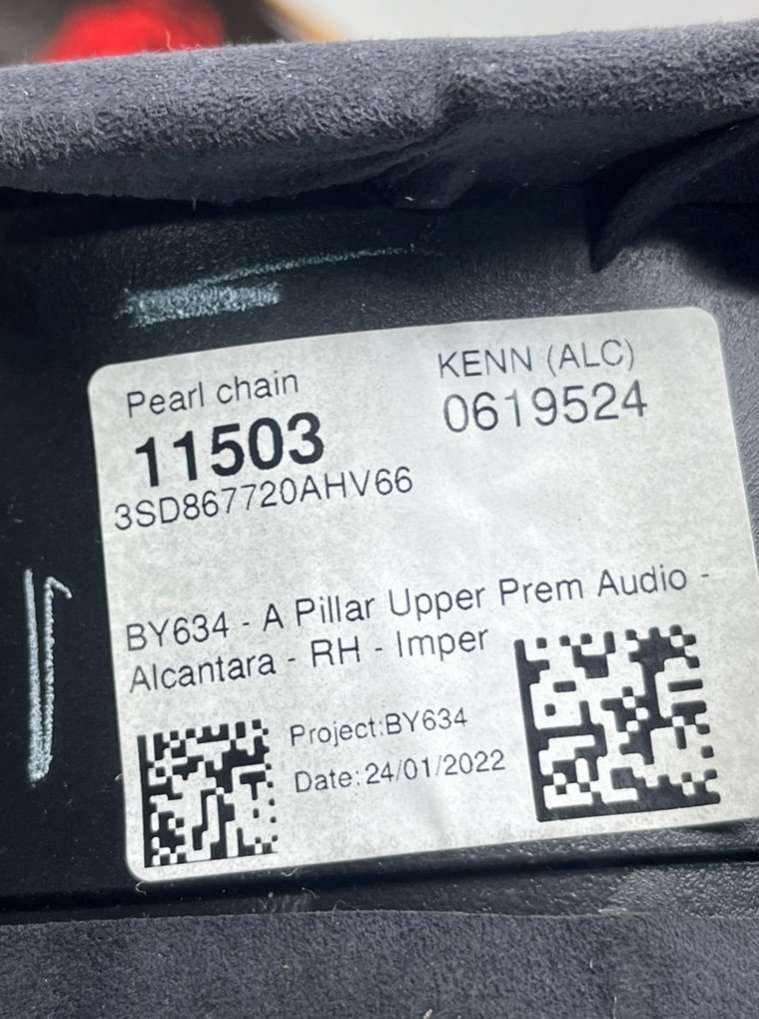 Pearl chain
11503
3SD867720AHV66
KENN (ALC)
0619524
BY634 - A Pillar Upper Prem Audio -
Alcantara - RH - Imper
Project:BY634
Date: 24/01/2022